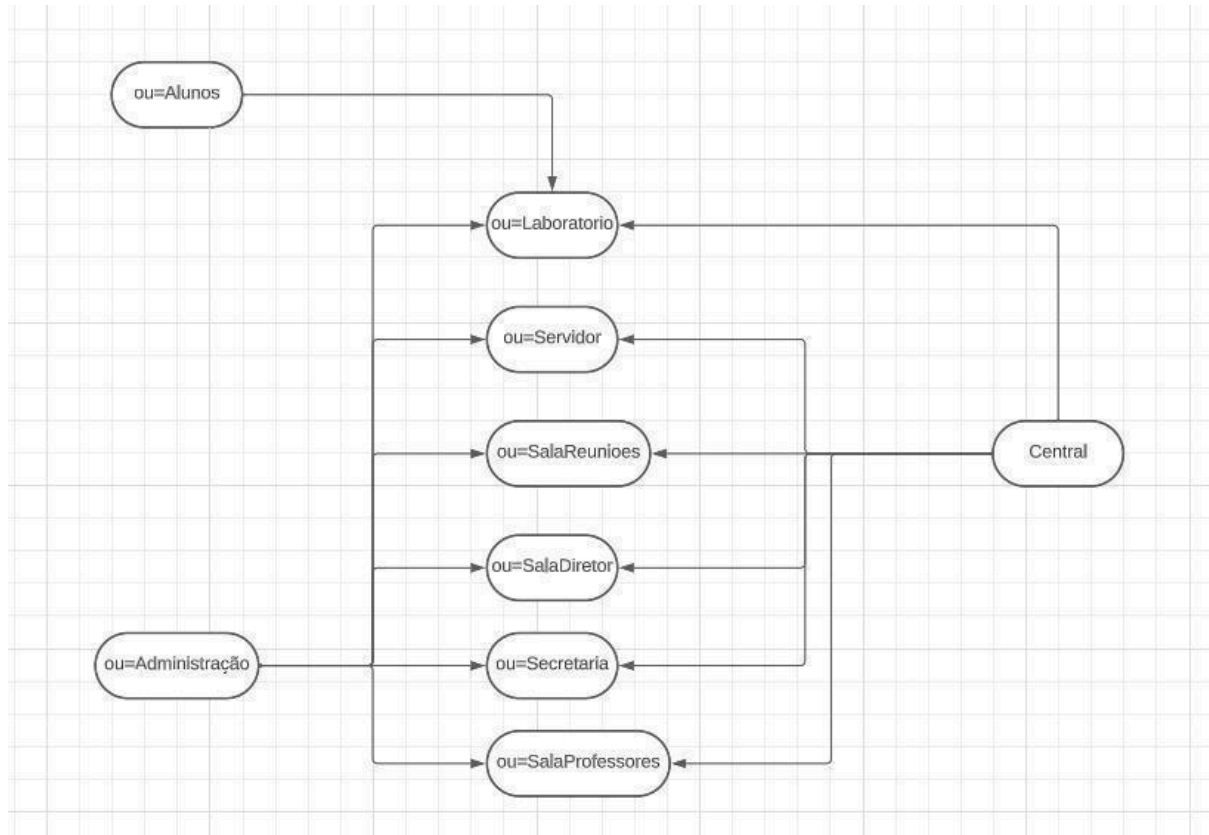 ou=Alunos
ou=Laboratorio
ou=Servidor
ou=SalaReunioes
Central
ou=SalaDiretor
ou=Administração
ou=Secretaria
ou=SalaProfessores